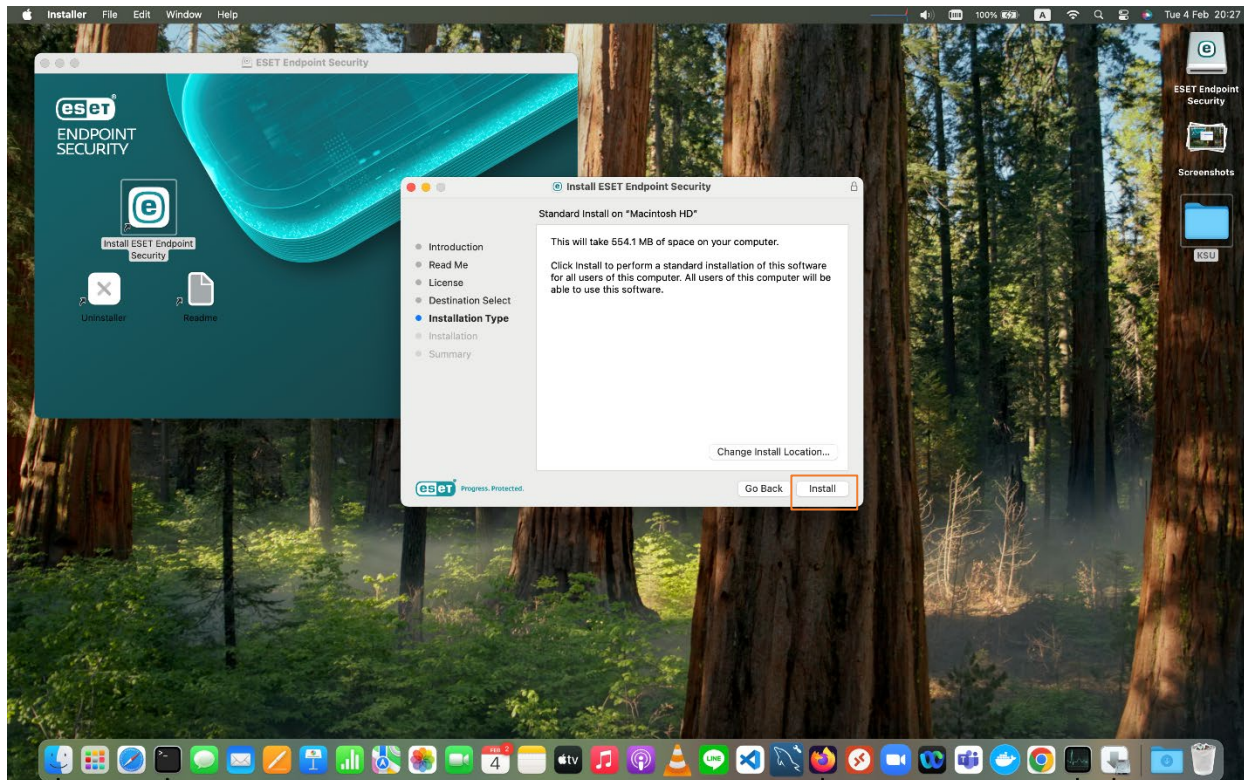 Installer File Edit Window Help
100% A Tue 4 Feb 20:27
ESET Endpoint Security
eset
ENDPOINT
SECURITY
Install ESET Endpoint
Security
Uninstaller
Readme
Install ESET Endpoint Security
Standard Install on "Macintosh HD"
Introduction
Read Me
License
Destination Select
Installation Type
Installation
Summary
This will take 554.1 MB of space on your computer.
Click Install to perform a standard installation of this software
for all users of this computer. All users of this computer will be
able to use this software.
Change Install Location...
eset Progress. Protected.
Go Back
Install
ESET Endpoint
Security
Screenshots
KSU
FEB
4
tv
LINE